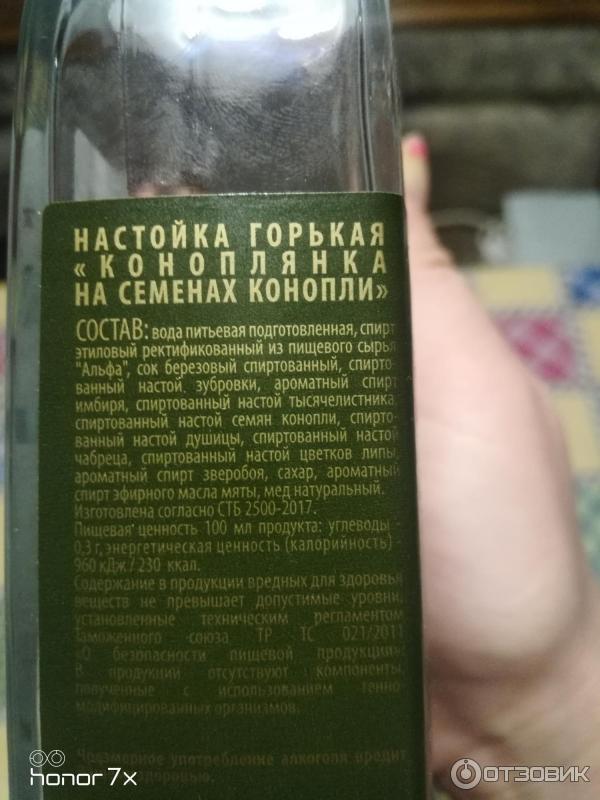 НАСТОЙКА ГОРЬКАЯ
«КОНОПЛЯНКА
НА СЕМЕНАХ КОНОПЛИ»
СОСТАВ: вода питьевая подготовленная, спирт
этиловый ректификованный из пищевого сырья
"Альфа", сок березовый спиртованный, спирто-
ванный настой зубровки, ароматный спирт
имбиря, спиртованный настой тысячелистника,
спиртованный настой семян конопли, спирто-
ванный настой душицы, спиртованный настой
чабреца, спиртованный настой цветков липы,
ароматный спирт зверобоя, сахар, ароматный
спирт эфирного масла мяты, мед натуральный.
Изготовлена согласно СТБ 2500-2017.
Пищевая ценность 100 мл продукта: углеводы -
0,3 г, энергетическая ценность (калорийность) -
960 кДж / 230 ккал.
Содержание в продукции вредных для здоровья
веществ не превышает допустимые уровни,
установленные техническим регламентом
Таможенного союза ТР ТС 021/2011
«О безопасности пищевой продукции».
В продукции отсутствуют компоненты,
полученные с использованием генно-
модифицированных организмов.
Чрезмерное употребление алкоголя вредит
здоровью.
honor 7x
ОТЗОВИК